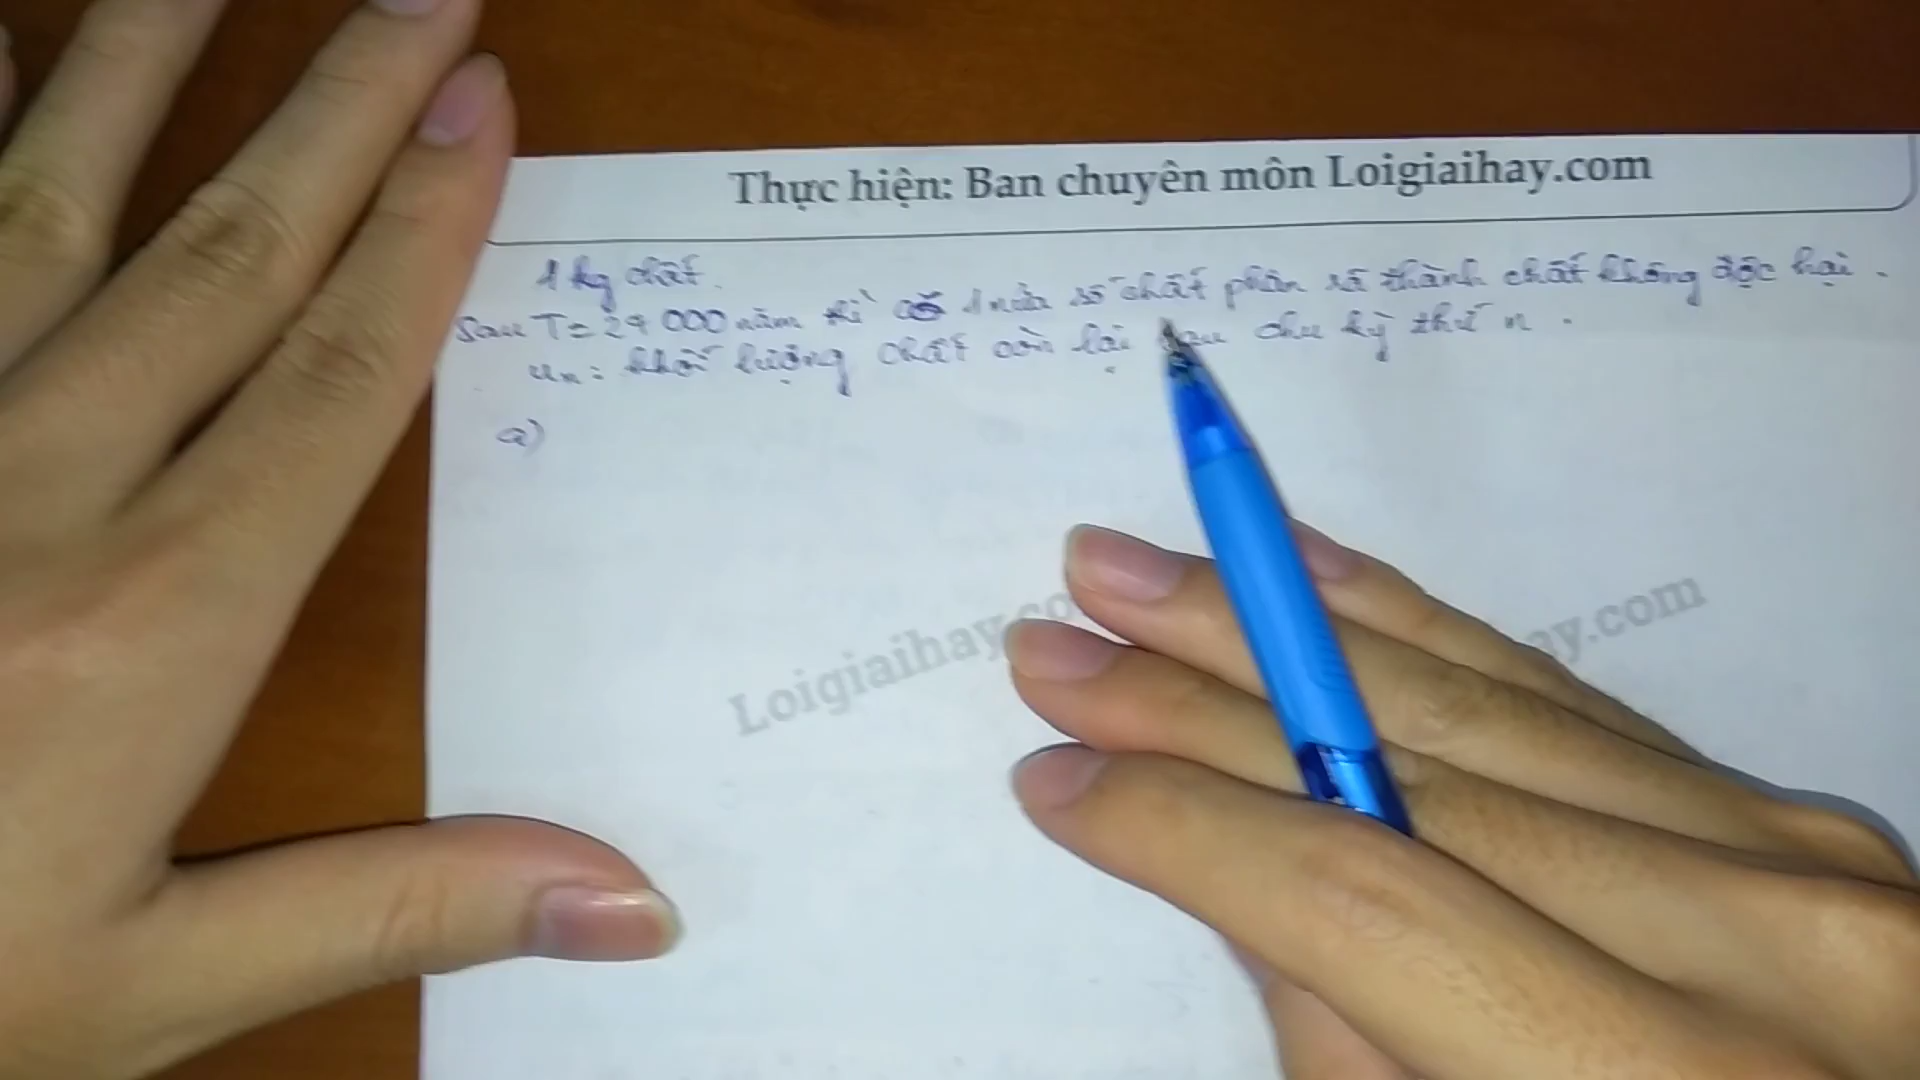 Thực hiện: Ban chuyên môn Loigiaihay.com
1 kg chất.
Sau T = 24 000 năm thì 1 nửa số chất phân rã thành chất không độc hại.
uₙ: khối lượng chất còn lại sau chu kỳ thứ n.
a)
Loigiaihay.co
hay.com